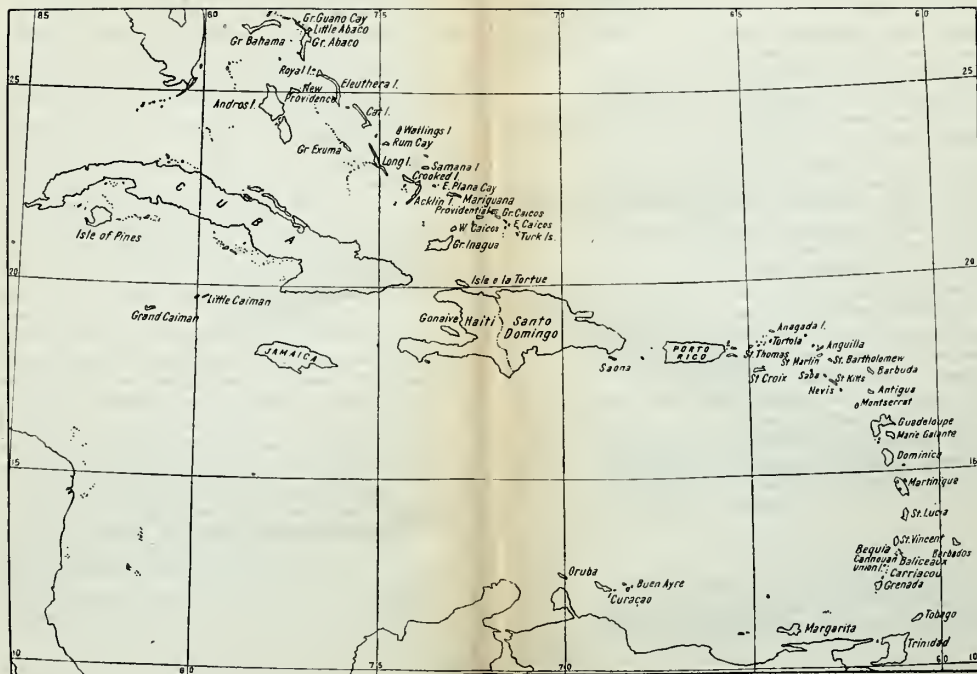 85
80
75
65
60
Gr. Guano Cay
Little Abaco
Gr. Bahama
Gr. Abaco
25
25
Royal I.
Eleuthera I.
New
Providence
Andros I.
Cat I.
Watlings I
Rum Cay
Gr Exuma
Long I.
Samana I
Crooked I.
E. Plana Cay
Acklin I.
Mariguana
Providentiale
Gr. Caicos
W. Caicos
E. Caicos
Turk Is.
Gr. Inagua
CUBA
Isle of Pines
20
20
Isle e la Tortue
Little Caiman
Grand Caiman
Gonaive
Haiti
Santo
Domingo
JAMAICA
Saona
PORTO
RICO
Anagada I.
Tortola
Anguilla
St. Thomas
St Martin
St. Bartholomew
St Croix
Saba
St Kitts
Barbuda
Nevis
Antigua
Montserrat
Guadeloupe
Marie Galante
Dominica
15
Martinique
St. Lucia
St. Vincent
Bequia
Barbados
Cannouan
Baliceaux
Union I.
Carriacou
Grenada
Oruba
Buen Ayre
Curaçao
Tobago
Margarita
Trinidad
10
80
75
70
60
10